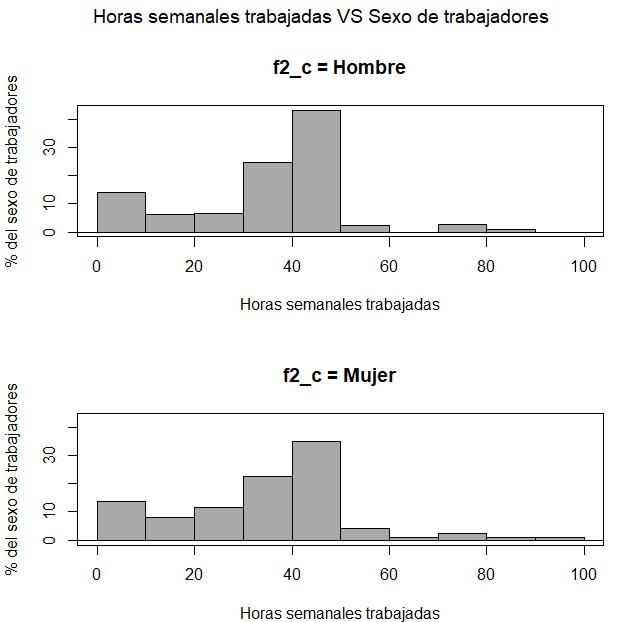 Horas semanales trabajadas VS Sexo de trabajadores
f2_c = Hombre
% del sexo de trabajadores
30
10
0
0 20 40 60 80 100
Horas semanales trabajadas
f2_c = Mujer
% del sexo de trabajadores
30
10
0
0 20 40 60 80 100
Horas semanales trabajadas